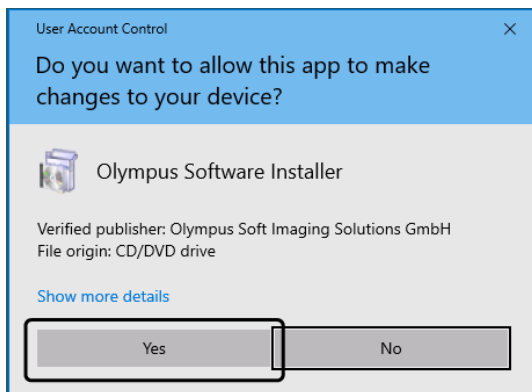 User Account Control
Do you want to allow this app to make
changes to your device?
Olympus Software Installer
Verified publisher: Olympus Soft Imaging Solutions GmbH
File origin: CD/DVD drive
Show more details
Yes
No